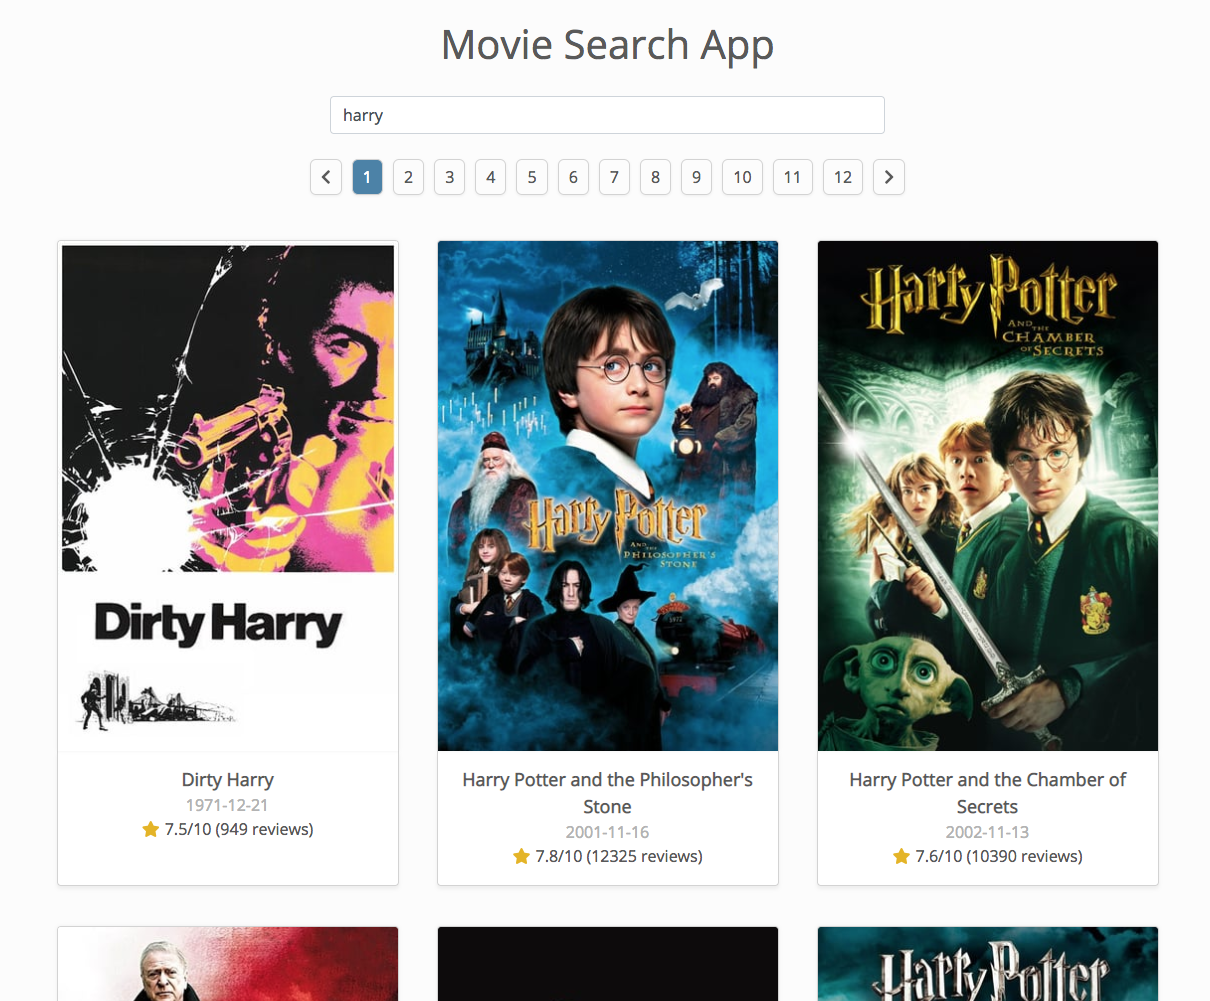 Movie Search App
harry
1 2 3 4 5 6 7 8 9 10 11 12
Dirty Harry
Harry Potter
AND THE
PHILOSOPHER'S
STONE
Harry Potter
AND THE
CHAMBER
OF SECRETS
Dirty Harry
1971-12-21
7.5/10 (949 reviews)
Harry Potter and the Philosopher's
Stone
2001-11-16
7.8/10 (12325 reviews)
Harry Potter and the Chamber of
Secrets
2002-11-13
7.6/10 (10390 reviews)
Harry Potter